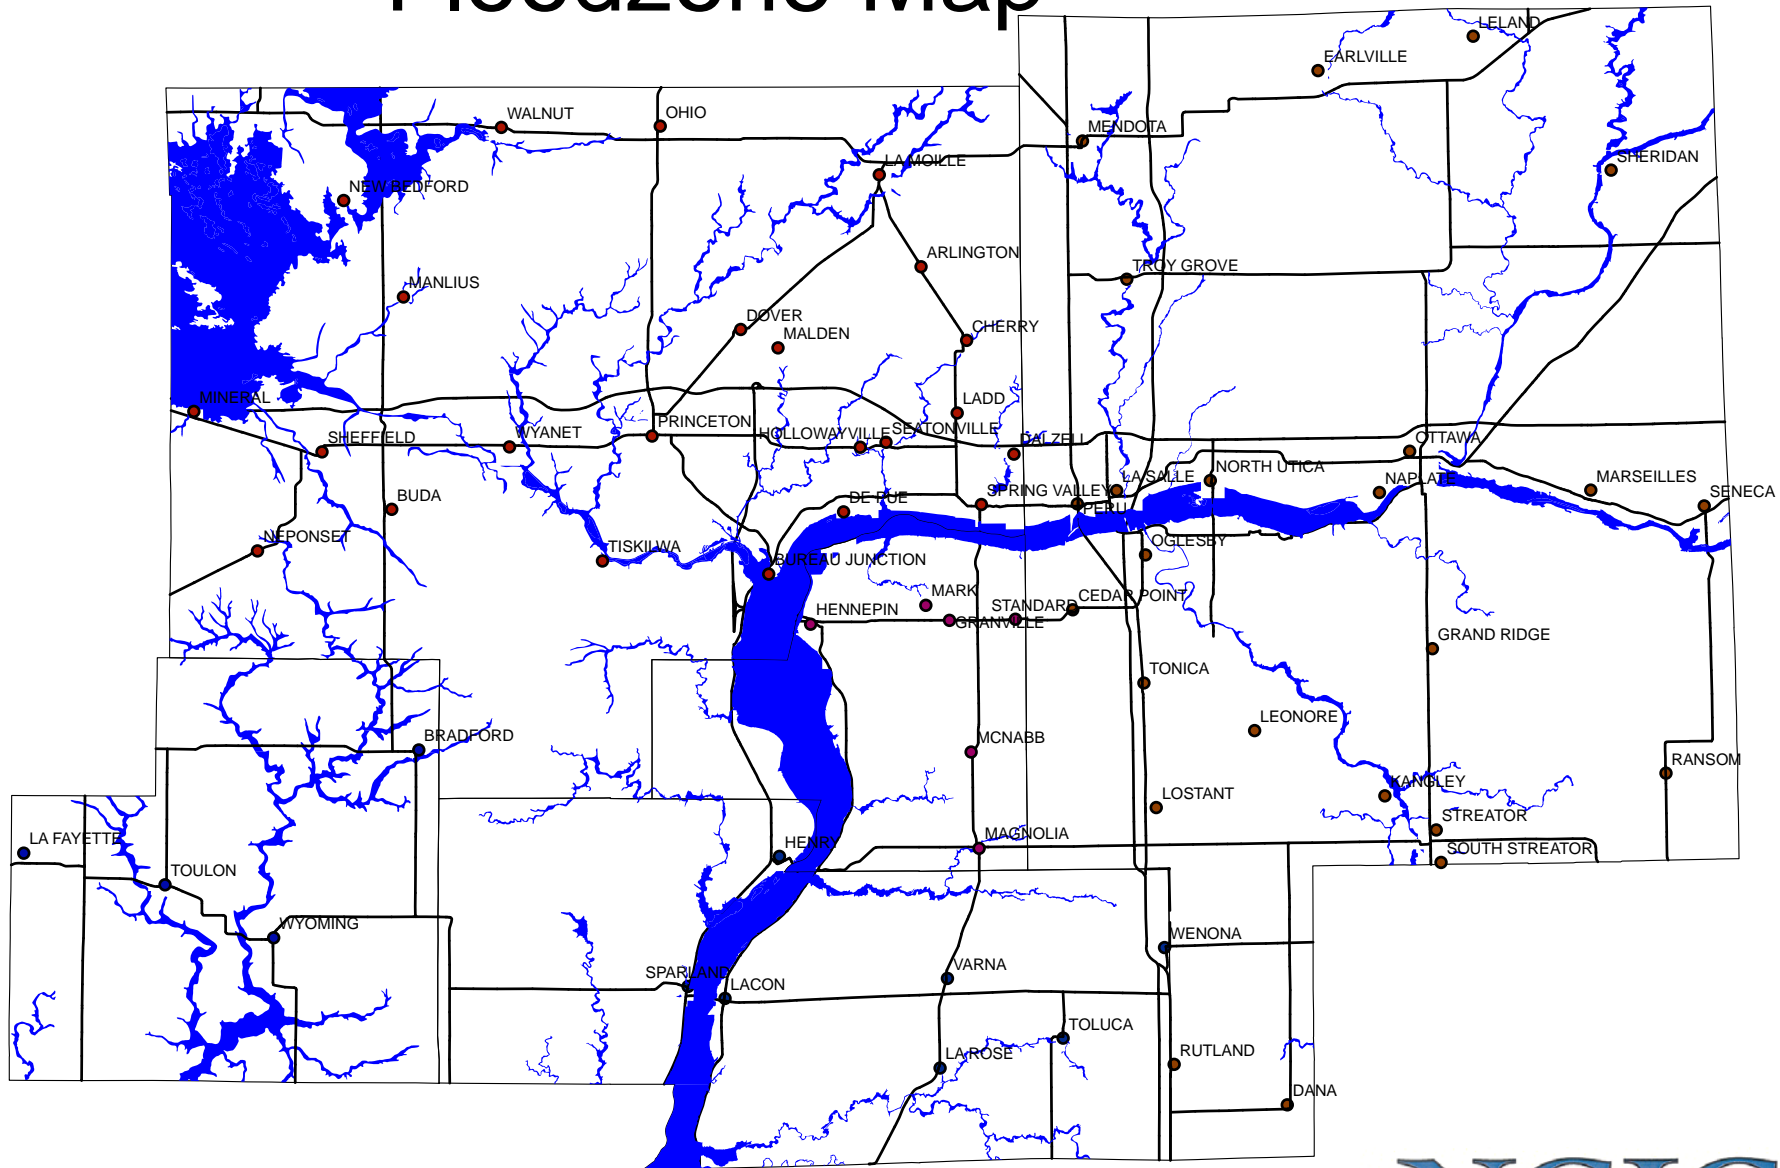 Floodzone Map
LELAND
EARLVILLE
WALNUT
OHIO
MENDOTA
LA MOILLE
SHERIDAN
NEW BEDFORD
ARLINGTON
TROY GROVE
MANLIUS
DOVER
MALDEN
CHERRY
MINERAL
LADD
PRINCETON
SHEFFIELD
WYANET
HOLLOWAYVILLE
SEATONVILLE
DALZELL
OTTAWA
NORTH UTICA
LA SALLE
NAPLATE
MARSEILLES
SENECA
BUDA
DE PUE
SPRING VALLEY
PERU
NEPONSET
TISKILWA
OGLESBY
BUREAU JUNCTION
MARK
CEDAR POINT
HENNEPIN
STANDARD
GRANVILLE
GRAND RIDGE
TONICA
LEONORE
BRADFORD
MCNABB
RANSOM
KANGLEY
LOSTANT
STREATOR
LA FAYETTE
HENRY
MAGNOLIA
SOUTH STREATOR
TOULON
WYOMING
WENONA
SPARLAND
LACON
VARNA
TOLUCA
LA ROSE
RUTLAND
DANA
NCIC